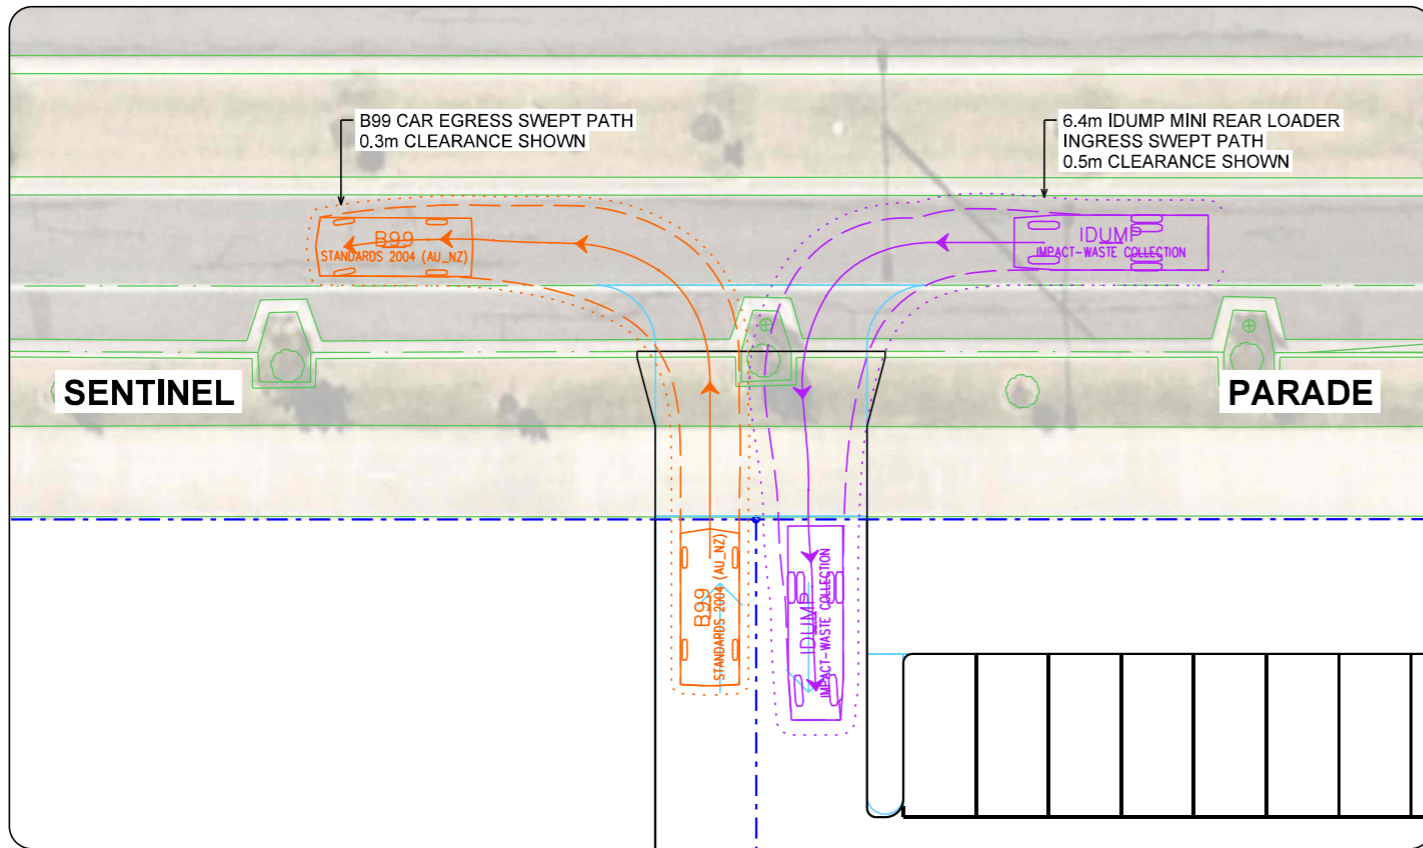 B99 CAR EGRESS SWEPT PATH
0.3m CLEARANCE SHOWN
6.4m IDUMP MINI REAR LOADER
INGRESS SWEPT PATH
0.5m CLEARANCE SHOWN
B99
STANDARDS 2004 (AU_NZ)
IDUMP
IMPACT-WASTE COLLECTION
SENTINEL
PARADE
B99
STANDARDS 2004 (AU_NZ)
IDUMP
IMPACT-WASTE COLLECTION